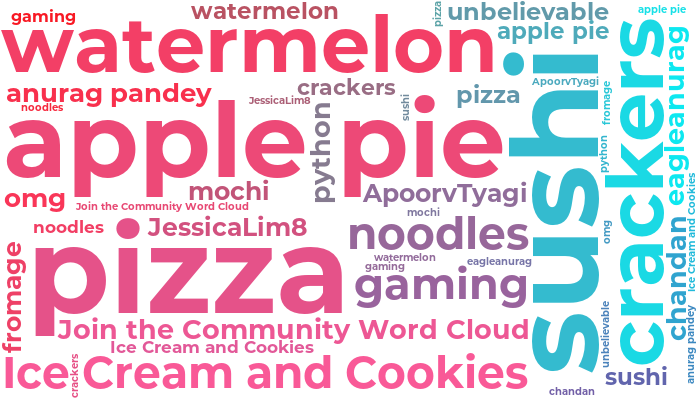 gaming
watermelon
pizza
unbelievable
apple pie
watermelon
apple pie
anurag pandey
noodles
JessicaLim8
crackers
sushi
pizza
ApoorvTyagi
fromage
sushi
crackers
eagleanurag
apple pie
python
python
omg
mochi
ApoorvTyagi
Join the Community Word Cloud
mochi
noodles
JessicaLim8
noodles
omg
chandan
Ice Cream and Cookies
fromage
pizza
watermelon
gaming
eagleanurag
gaming
Join the Community Word Cloud
unbelievable
anurag pandey
Ice Cream and Cookies
Ice Cream and Cookies
crackers
sushi
chandan